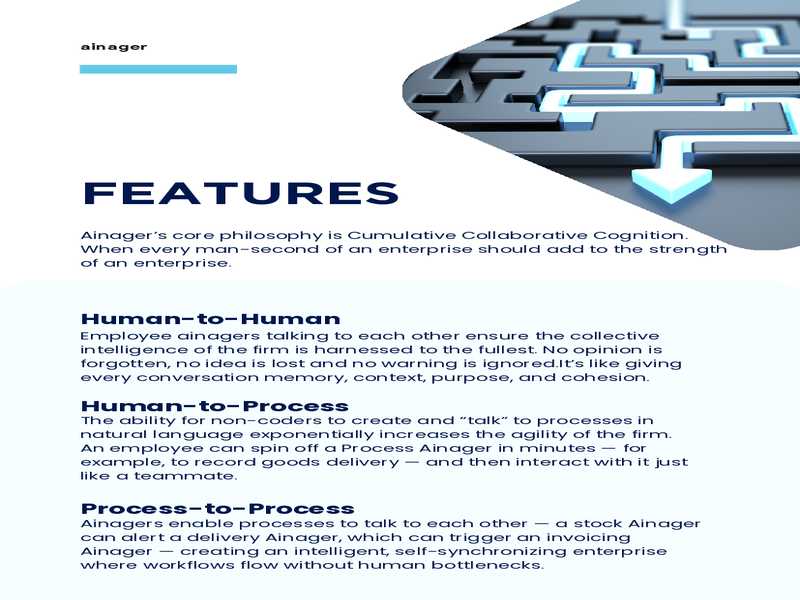 ainager
FEATURES
Ainager's core philosophy is Cumulative Collaborative Cognition.
When every man-second of an enterprise should add to the strength
of an enterprise.
Human-to-Human
Employee ainagers talking to each other ensure the collective
intelligence of the firm is harnessed to the fullest. No opinion is
forgotten, no idea is lost and no warning is ignored.It's like giving
every conversation memory, context, purpose, and cohesion.
Human-to-Process
The ability for non-coders to create and "talk" to processes in
natural language exponentially increases the agility of the firm.
An employee can spin off a Process Ainager in minutes — for
example, to record goods delivery — and then interact with it just
like a teammate.
Process-to-Process
Ainagers enable processes to talk to each other — a stock Ainager
can alert a delivery Ainager, which can trigger an invoicing
Ainager — creating an intelligent, self-synchronizing enterprise
where workflows flow without human bottlenecks.